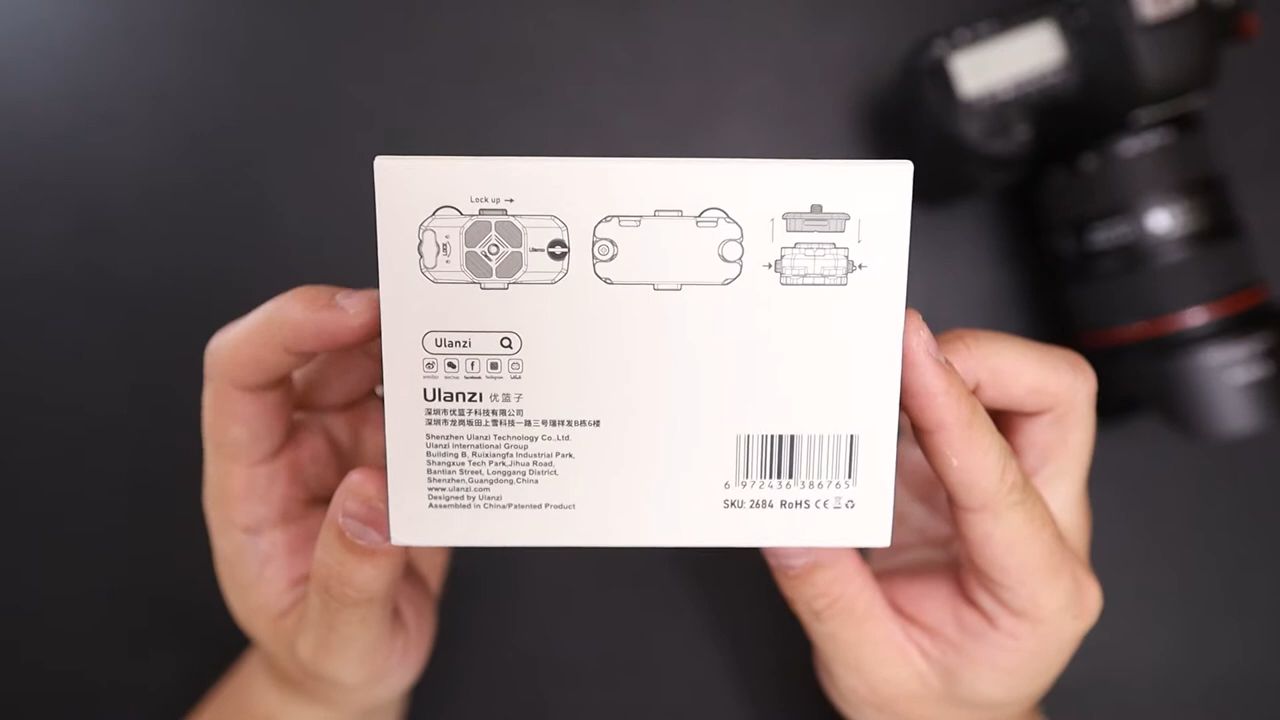 Lock up →
LOCK
Ulanzi
Ulanzi
facebook
Ulanzi 优篮子
深圳市优篮子科技有限公司
深圳市龙岗坂田上雪科技一路三号瑞祥发B栋6楼
Shenzhen Ulanzi Technology Co.,Ltd.
Ulanzi international Group
Building B, Ruixiangfa Industrial Park,
Shangxue Tech Park,Jihua Road,
Bantian Street, Longgang District,
Shenzhen,Guangdong,China
www.ulanzi.com
Designed by Ulanzi
Assembled in China/Patented Product
6 972436 386765
SKU: 2684 RoHS CE